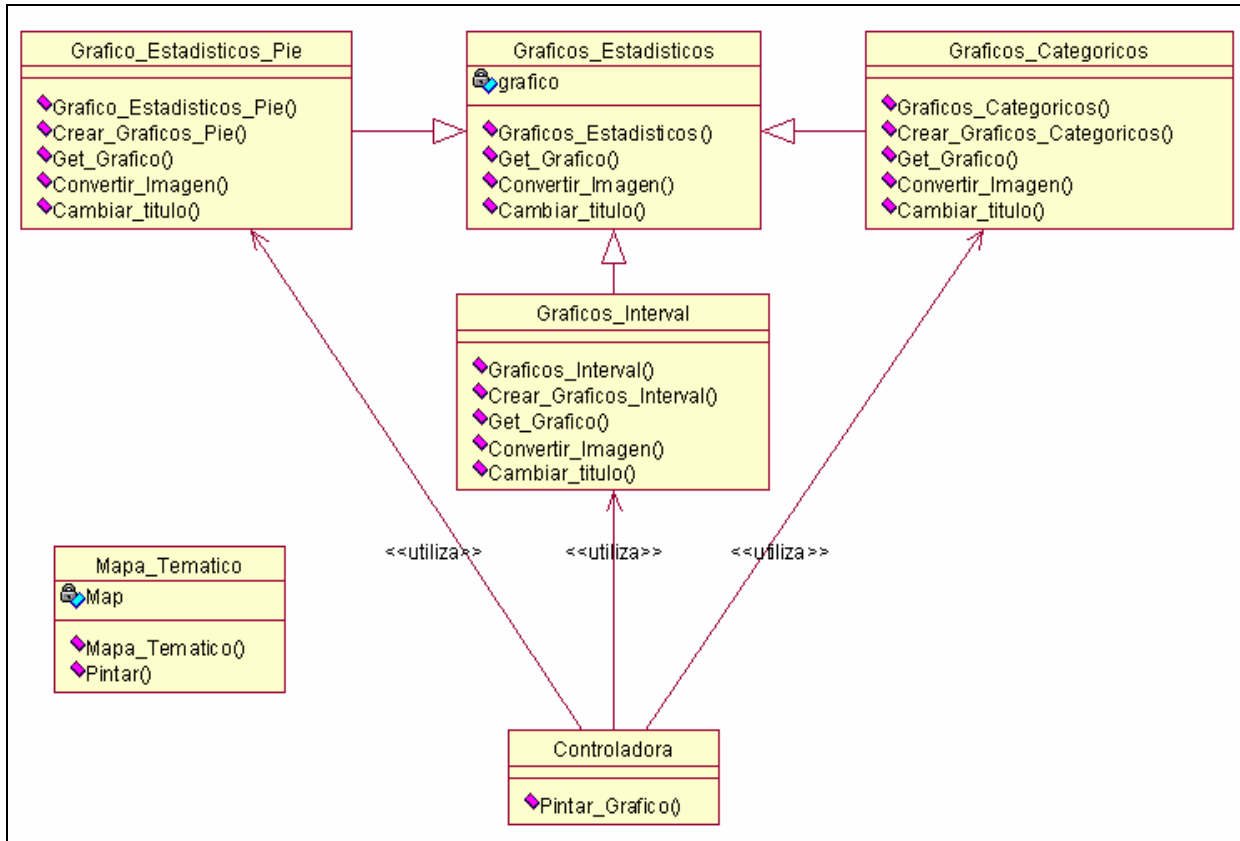 Grafico_Estadisticos_Pie
Grafico_Estadisticos_Pie()
Crear_Graficos_Pie()
Get_Grafico()
Convertir_Imagen()
Cambiar_titulo()
Graficos_Estadisticos
grafico
Graficos_Estadisticos()
Get_Grafico()
Convertir_Imagen()
Cambiar_titulo()
Graficos_Categoricos
Graficos_Categoricos()
Crear_Graficos_Categoricos()
Get_Grafico()
Convertir_Imagen()
Cambiar_titulo()
Graficos_Interval
Graficos_Interval()
Crear_Graficos_Interval()
Get_Grafico()
Convertir_Imagen()
Cambiar_titulo()
<<utiliza>>
<<utiliza>>
<<utiliza>>
Mapa_Tematico
Map
Mapa_Tematico()
Pintar()
Controladora
Pintar_Grafico()